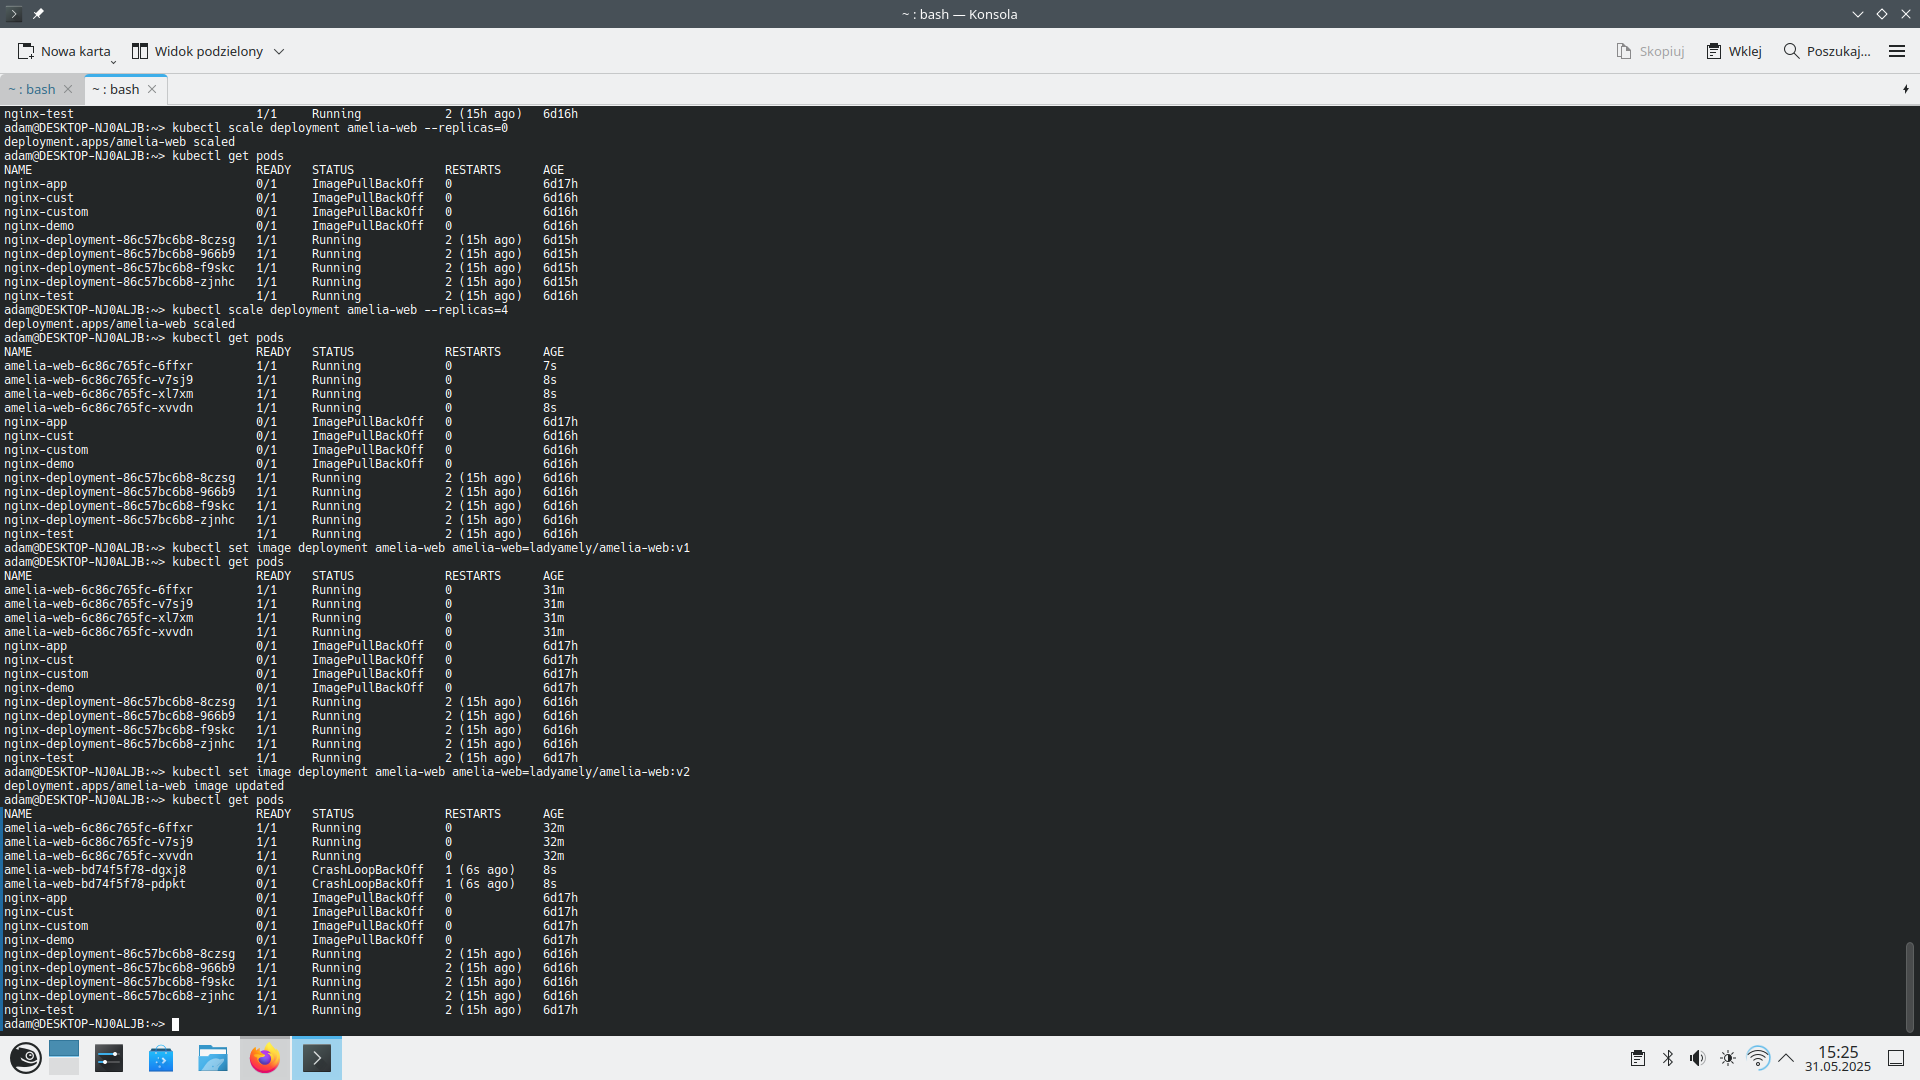 ~ : bash — Konsola
Nowa karta
Widok podzielony
Skopiuj
Wklej
Poszukaj...
~ : bash
~ : bash
nginx-test 1/1 Running 2 (15h ago) 6d16h
adam@DESKTOP-NJ0ALJB:~> kubectl scale deployment amelia-web --replicas=0
deployment.apps/amelia-web scaled
adam@DESKTOP-NJ0ALJB:~> kubectl get pods
NAME READY STATUS RESTARTS AGE
nginx-app 0/1 ImagePullBackOff 0 6d17h
nginx-cust 0/1 ImagePullBackOff 0 6d16h
nginx-custom 0/1 ImagePullBackOff 0 6d16h
nginx-demo 0/1 ImagePullBackOff 0 6d16h
nginx-deployment-86c57bc6b8-8czsg 1/1 Running 2 (15h ago) 6d15h
nginx-deployment-86c57bc6b8-966b9 1/1 Running 2 (15h ago) 6d15h
nginx-deployment-86c57bc6b8-f9skc 1/1 Running 2 (15h ago) 6d15h
nginx-deployment-86c57bc6b8-zjnhc 1/1 Running 2 (15h ago) 6d15h
nginx-test 1/1 Running 2 (15h ago) 6d16h
adam@DESKTOP-NJ0ALJB:~> kubectl scale deployment amelia-web --replicas=4
deployment.apps/amelia-web scaled
adam@DESKTOP-NJ0ALJB:~> kubectl get pods
NAME READY STATUS RESTARTS AGE
amelia-web-6c86c765fc-6ffxr 1/1 Running 0 7s
amelia-web-6c86c765fc-v7sj9 1/1 Running 0 8s
amelia-web-6c86c765fc-xl7xm 1/1 Running 0 8s
amelia-web-6c86c765fc-xvvdn 1/1 Running 0 8s
nginx-app 0/1 ImagePullBackOff 0 6d17h
nginx-cust 0/1 ImagePullBackOff 0 6d16h
nginx-custom 0/1 ImagePullBackOff 0 6d16h
nginx-demo 0/1 ImagePullBackOff 0 6d16h
nginx-deployment-86c57bc6b8-8czsg 1/1 Running 2 (15h ago) 6d16h
nginx-deployment-86c57bc6b8-966b9 1/1 Running 2 (15h ago) 6d16h
nginx-deployment-86c57bc6b8-f9skc 1/1 Running 2 (15h ago) 6d16h
nginx-deployment-86c57bc6b8-zjnhc 1/1 Running 2 (15h ago) 6d16h
nginx-test 1/1 Running 2 (15h ago) 6d16h
adam@DESKTOP-NJ0ALJB:~> kubectl set image deployment amelia-web amelia-web=ladyamely/amelia-web:v1
adam@DESKTOP-NJ0ALJB:~> kubectl get pods
NAME READY STATUS RESTARTS AGE
amelia-web-6c86c765fc-6ffxr 1/1 Running 0 31m
amelia-web-6c86c765fc-v7sj9 1/1 Running 0 31m
amelia-web-6c86c765fc-xl7xm 1/1 Running 0 31m
amelia-web-6c86c765fc-xvvdn 1/1 Running 0 31m
nginx-app 0/1 ImagePullBackOff 0 6d17h
nginx-cust 0/1 ImagePullBackOff 0 6d17h
nginx-custom 0/1 ImagePullBackOff 0 6d17h
nginx-demo 0/1 ImagePullBackOff 0 6d17h
nginx-deployment-86c57bc6b8-8czsg 1/1 Running 2 (15h ago) 6d16h
nginx-deployment-86c57bc6b8-966b9 1/1 Running 2 (15h ago) 6d16h
nginx-deployment-86c57bc6b8-f9skc 1/1 Running 2 (15h ago) 6d16h
nginx-deployment-86c57bc6b8-zjnhc 1/1 Running 2 (15h ago) 6d16h
nginx-test 1/1 Running 2 (15h ago) 6d17h
adam@DESKTOP-NJ0ALJB:~> kubectl set image deployment amelia-web amelia-web=ladyamely/amelia-web:v2
deployment.apps/amelia-web image updated
adam@DESKTOP-NJ0ALJB:~> kubectl get pods
NAME READY STATUS RESTARTS AGE
amelia-web-6c86c765fc-6ffxr 1/1 Running 0 32m
amelia-web-6c86c765fc-v7sj9 1/1 Running 0 32m
amelia-web-6c86c765fc-xvvdn 1/1 Running 0 32m
amelia-web-bd74f5f78-dgxj8 0/1 CrashLoopBackOff 1 (6s ago) 8s
amelia-web-bd74f5f78-pdpkt 0/1 CrashLoopBackOff 1 (6s ago) 8s
nginx-app 0/1 ImagePullBackOff 0 6d17h
nginx-cust 0/1 ImagePullBackOff 0 6d17h
nginx-custom 0/1 ImagePullBackOff 0 6d17h
nginx-demo 0/1 ImagePullBackOff 0 6d17h
nginx-deployment-86c57bc6b8-8czsg 1/1 Running 2 (15h ago) 6d16h
nginx-deployment-86c57bc6b8-966b9 1/1 Running 2 (15h ago) 6d16h
nginx-deployment-86c57bc6b8-f9skc 1/1 Running 2 (15h ago) 6d16h
nginx-deployment-86c57bc6b8-zjnhc 1/1 Running 2 (15h ago) 6d16h
nginx-test 1/1 Running 2 (15h ago) 6d17h
adam@DESKTOP-NJ0ALJB:~>
15:25
31.05.2025